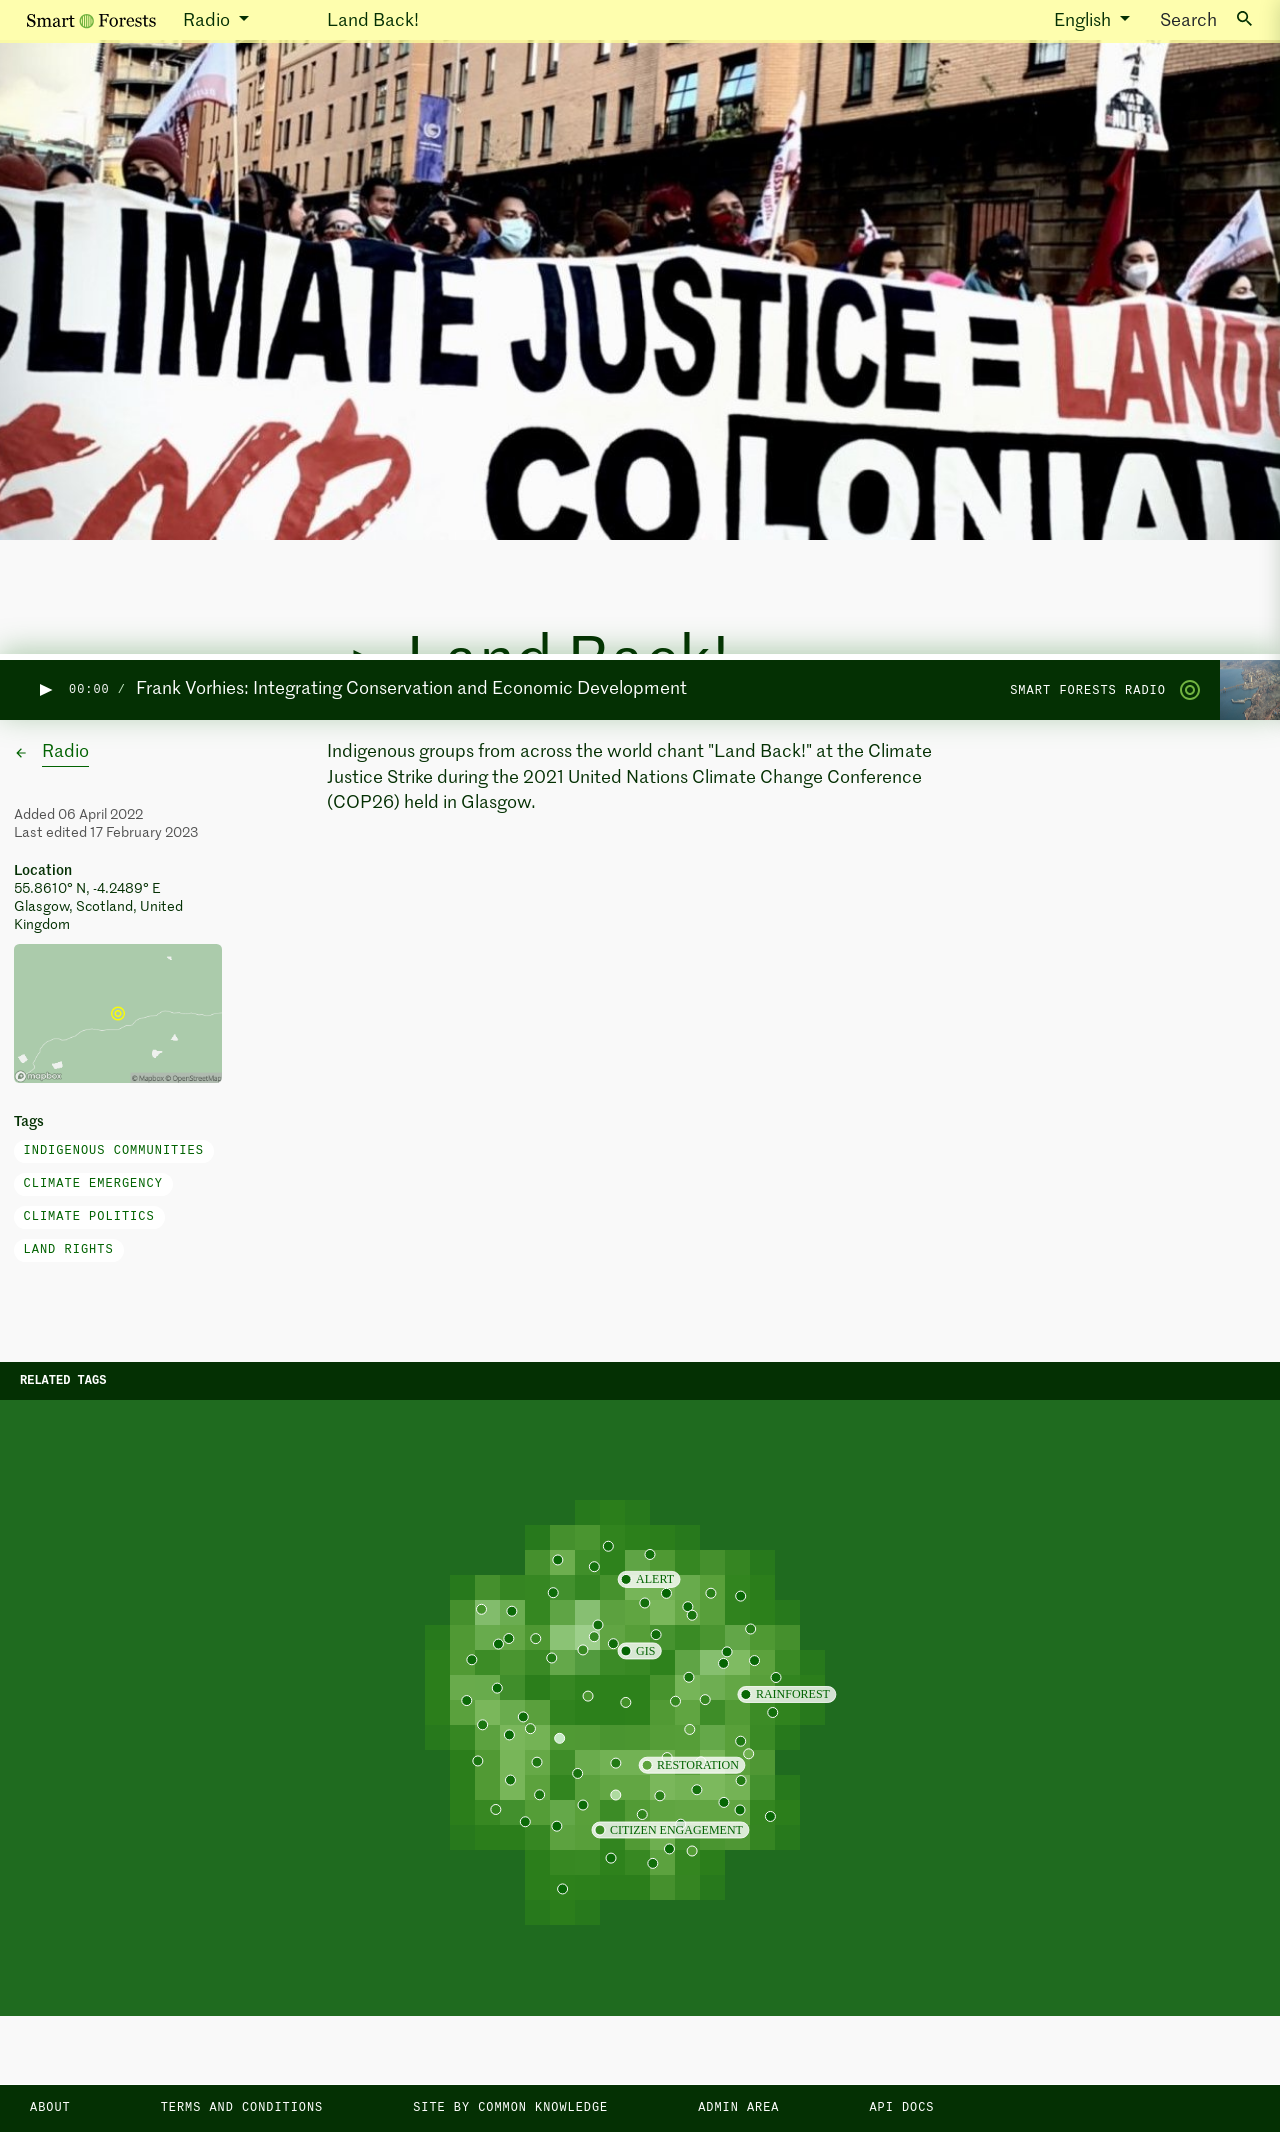 Smart Forests Radio Land Back! English Search
NO LIE?
CLIMATE JUSTICE = LAND
END COLONIAL
Land Back!
00:00 / Frank Vorhies: Integrating Conservation and Economic Development SMART FORESTS RADIO
Radio
Indigenous groups from across the world chant "Land Back!" at the Climate
Justice Strike during the 2021 United Nations Climate Change Conference
(COP26) held in Glasgow.
Added 06 April 2022
Last edited 17 February 2023
Location
55.8610° N, -4.2489° E
Glasgow, Scotland, United
Kingdom
mapbox © Mapbox © OpenStreetMap
Tags
INDIGENOUS COMMUNITIES
CLIMATE EMERGENCY
CLIMATE POLITICS
LAND RIGHTS
RELATED TAGS
ALERT
GIS
RAINFOREST
RESTORATION
CITIZEN ENGAGEMENT
ABOUT TERMS AND CONDITIONS SITE BY COMMON KNOWLEDGE ADMIN AREA API DOCS